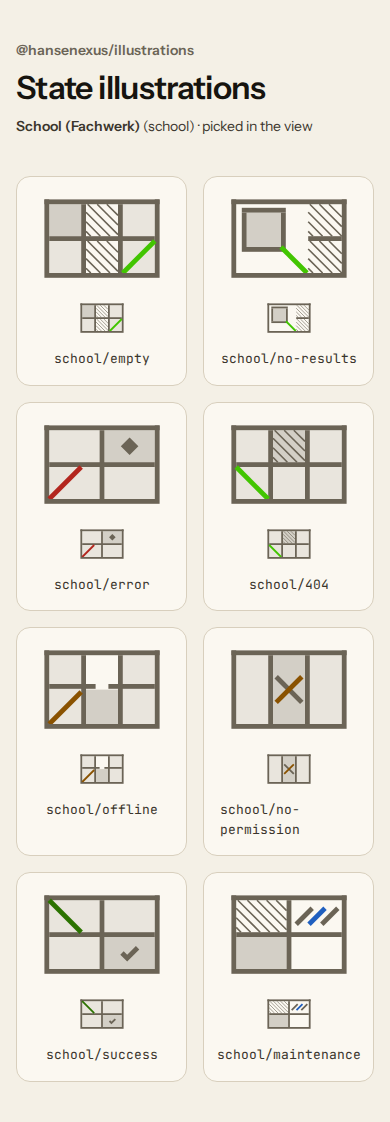 @hansenexus/illustrations
State illustrations
School (Fachwerk) (school) · picked in the view
school/empty
school/no-results
school/error
school/404
school/offline
school/no-
permission
school/success
school/maintenance